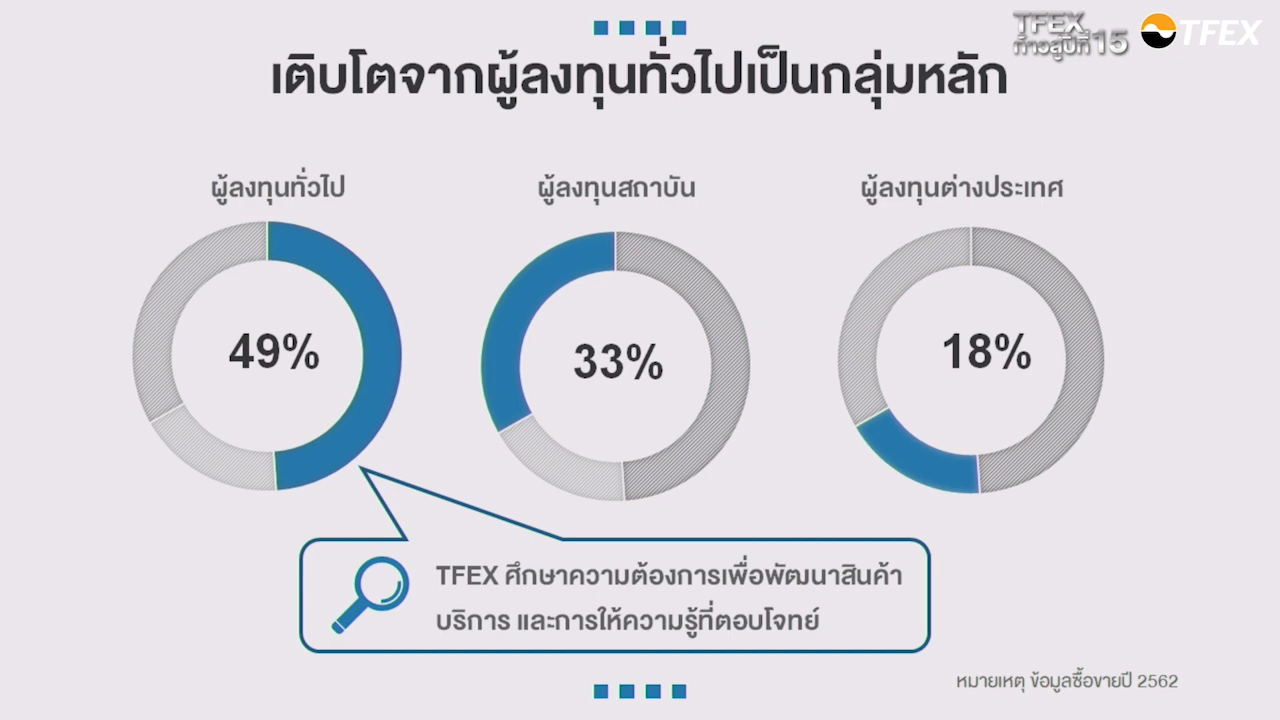 TFEX
ก้าวสู่ปีที่ 15
TFEX
เติบโตจากผู้ลงทุนทั่วไปเป็นกลุ่มหลัก
ผู้ลงทุนทั่วไป
ผู้ลงทุนสถาบัน
ผู้ลงทุนต่างประเทศ
49%
33%
18%
TFEX ศึกษาความต้องการเพื่อพัฒนาสินค้า
บริการ และการให้ความรู้ที่ตอบโจทย์
หมายเหตุ ข้อมูลซื้อขายปี 2562